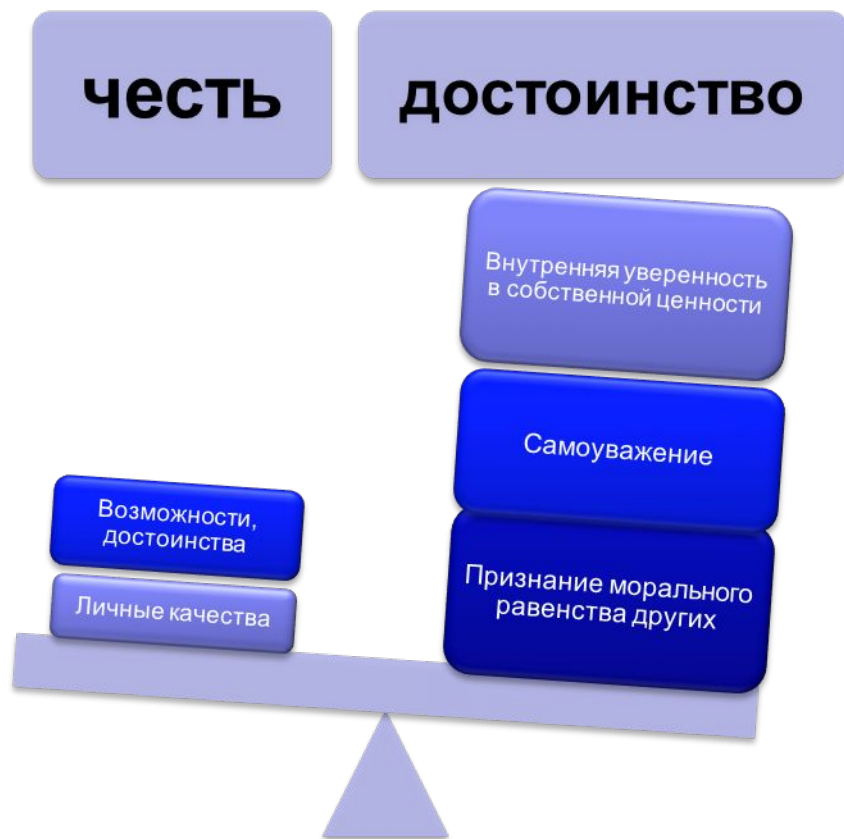 честь
достоинство
Внутренняя уверенность
в собственной ценности
Самоуважение
Признание морального
равенства других
Возможности,
достоинства
Личные качества